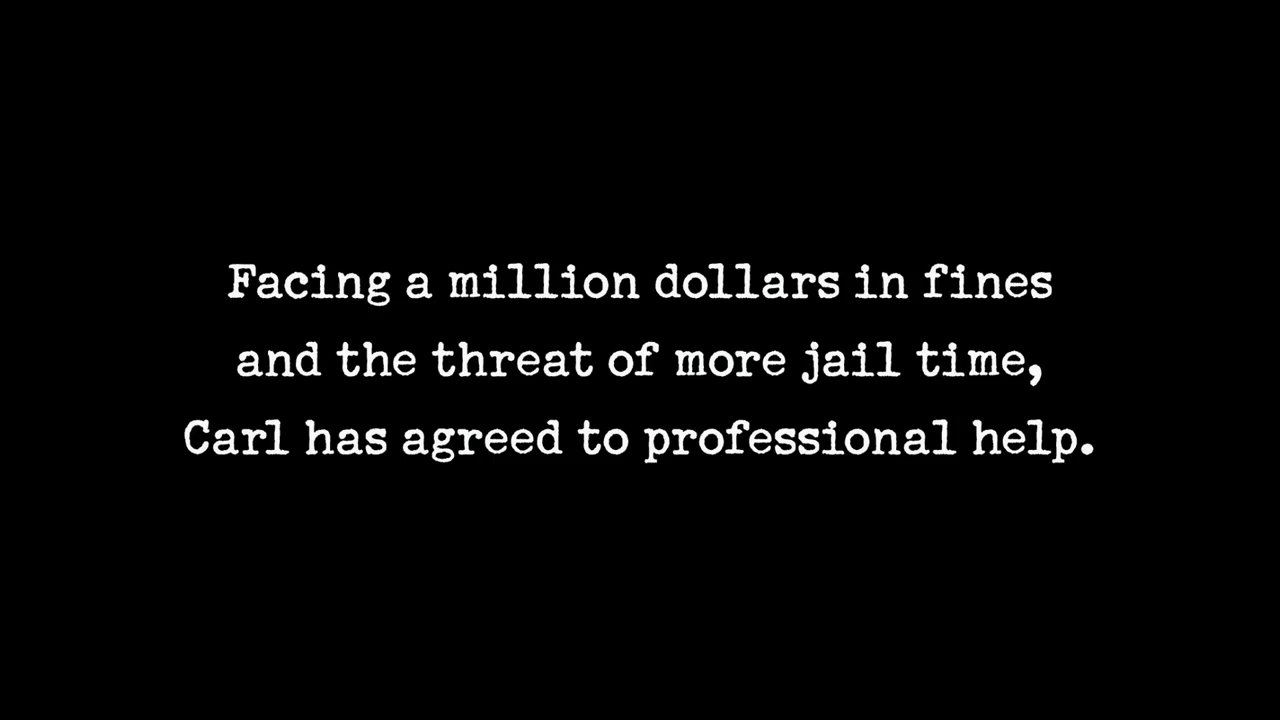 Facing a million dollars in fines
and the threat of more jail time,
Carl has agreed to professional help.